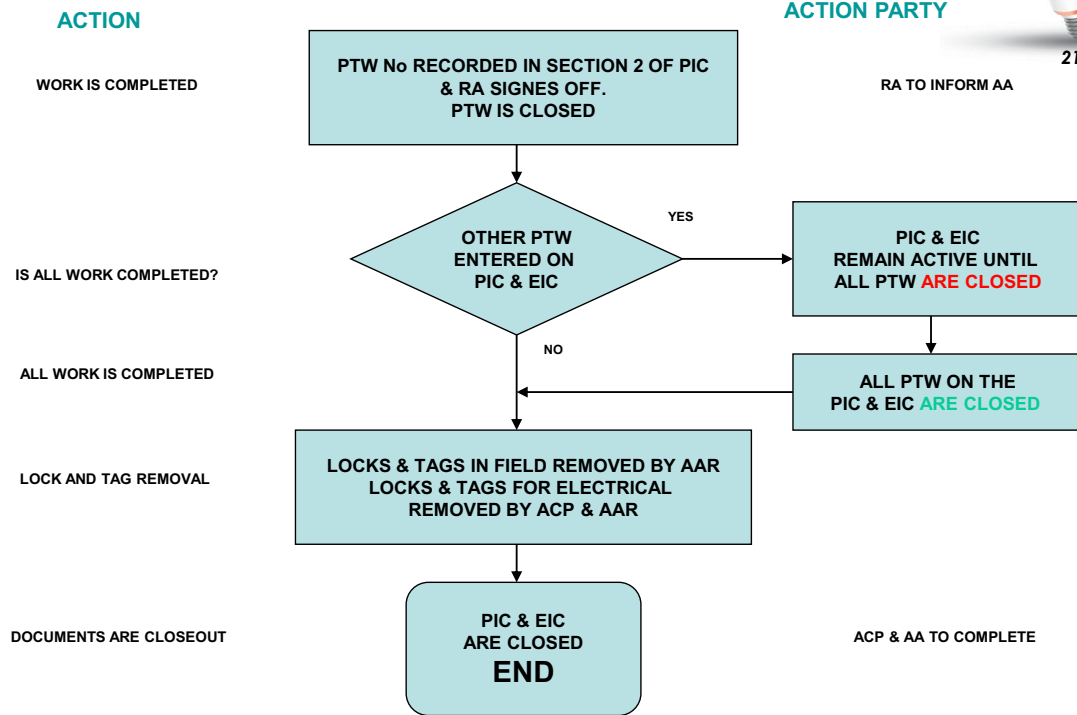 ACTION
ACTION PARTY
21
WORK IS COMPLETED
PTW No RECORDED IN SECTION 2 OF PIC
& RA SIGNES OFF.
PTW IS CLOSED
RA TO INFORM AA
IS ALL WORK COMPLETED?
OTHER PTW
ENTERED ON
PIC & EIC
YES
PIC & EIC
REMAIN ACTIVE UNTIL
ALL PTW ARE CLOSED
NO
ALL WORK IS COMPLETED
ALL PTW ON THE
PIC & EIC ARE CLOSED
LOCK AND TAG REMOVAL
LOCKS & TAGS IN FIELD REMOVED BY AAR
LOCKS & TAGS FOR ELECTRICAL
REMOVED BY ACP & AAR
DOCUMENTS ARE CLOSEOUT
PIC & EIC
ARE CLOSED
END
ACP & AA TO COMPLETE